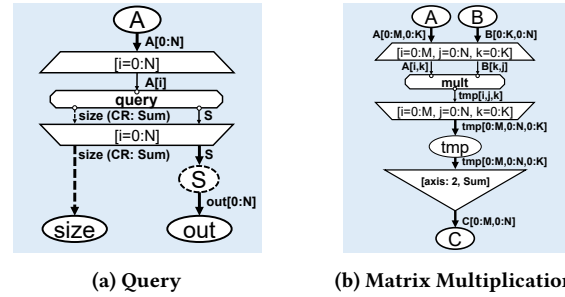 A
A[0:N]
[i=0:N]
A[i]
query
size (CR: Sum) S
[i=0:N]
size (CR: Sum) S
S
out[0:N]
size out
(a) Query
A B
A[0:M,0:K] B[0:K,0:N]
[i=0:M, j=0:N, k=0:K]
A[i,k] B[k,j]
mult
tmp[i,j,k]
[i=0:M, j=0:N, k=0:K]
tmp[0:M,0:N,0:K]
tmp
tmp[0:M,0:N,0:K]
[axis: 2, Sum]
C[0:M,0:N]
C
(b) Matrix Multiplication